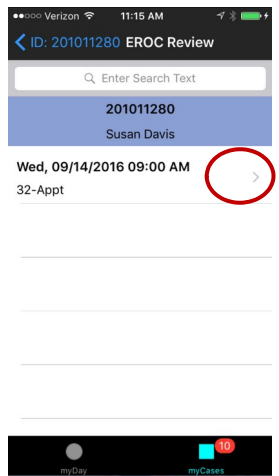 Verizon 11:15 AM
ID: 201011280 EROC Review
Enter Search Text
201011280
Susan Davis
Wed, 09/14/2016 09:00 AM
32-Appt
10
myDay myCases